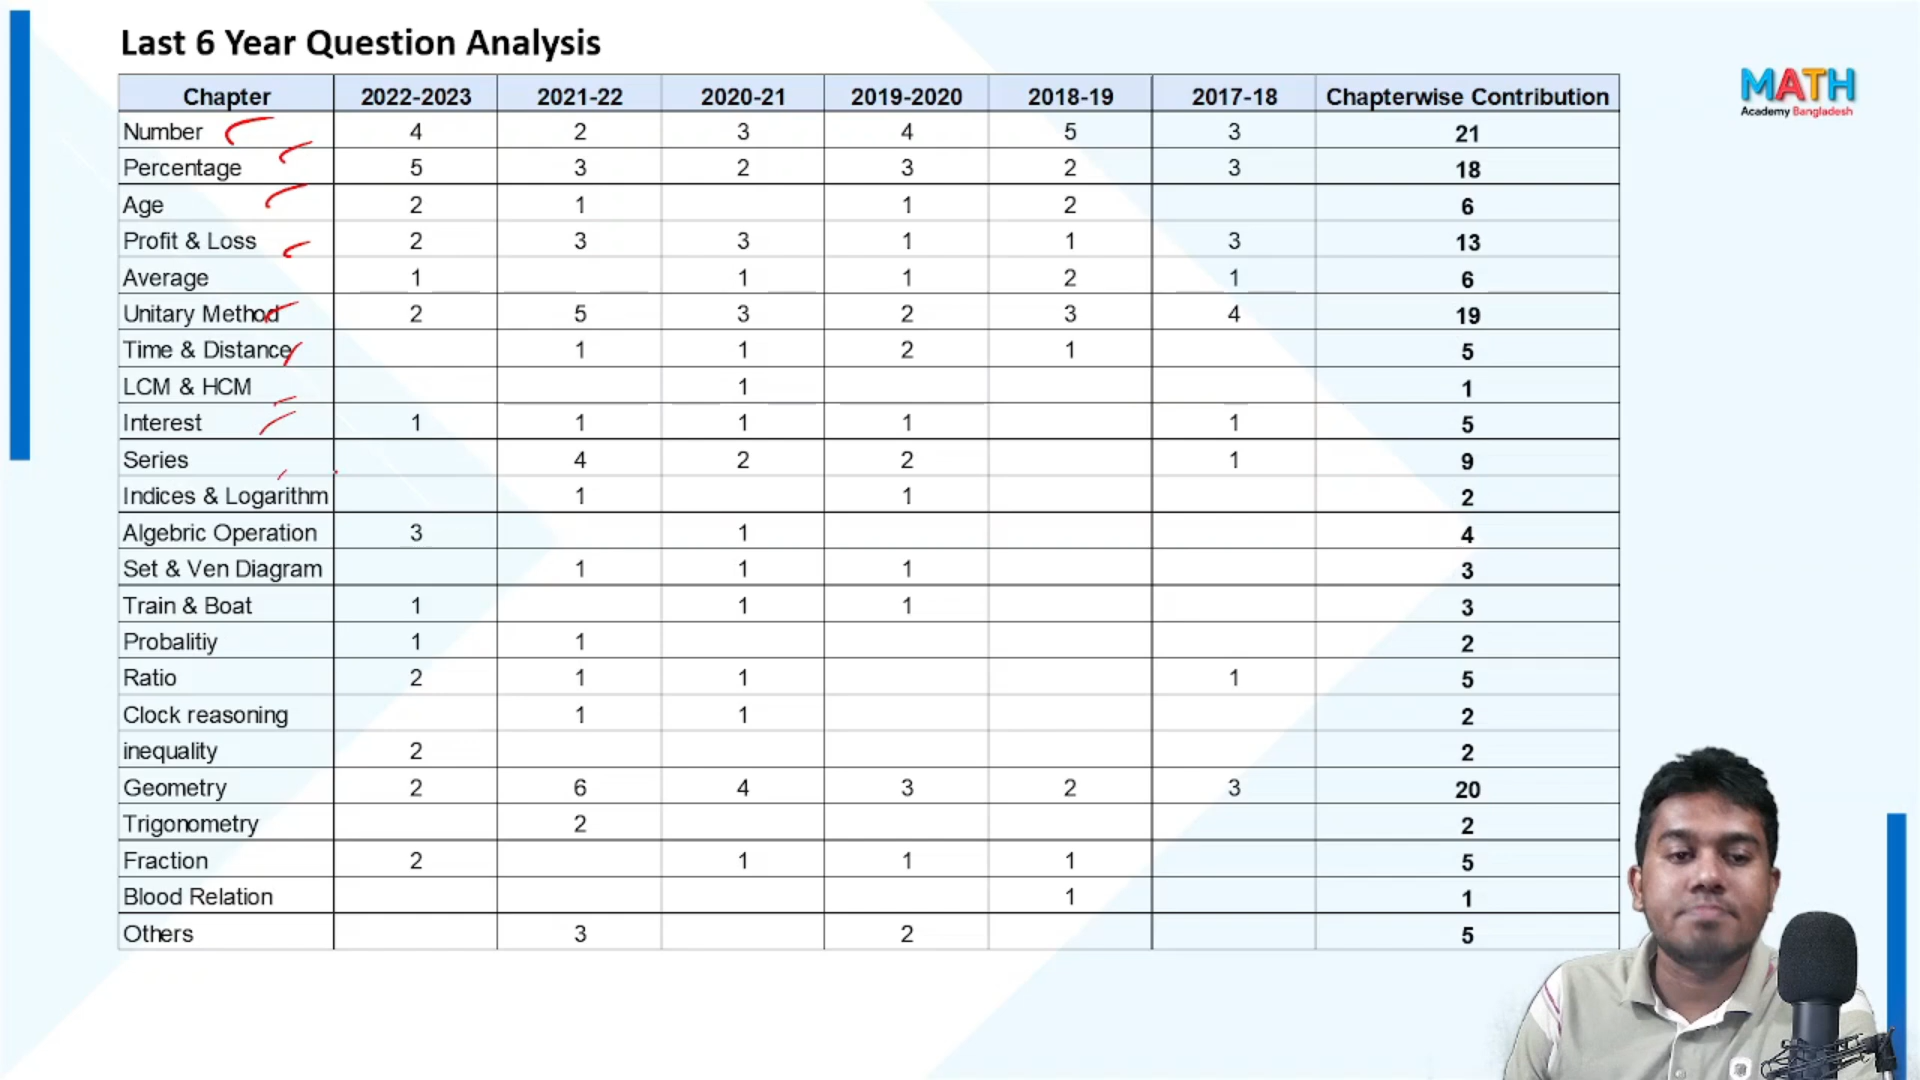 Last 6 Year Question Analysis
MATH
Academy Bangladesh
Chapter 2022-2023 2021-22 2020-21 2019-2020 2018-19 2017-18 Chapterwise Contribution
Number 4 2 3 4 5 3 21
Percentage 5 3 2 3 2 3 18
Age 2 1 1 2 6
Profit & Loss 2 3 3 1 1 3 13
Average 1 1 1 2 1 6
Unitary Method 2 5 3 2 3 4 19
Time & Distance 1 1 2 1 5
LCM & HCM 1 1
Interest 1 1 1 1 1 5
Series 4 2 2 1 9
Indices & Logarithm 1 1 2
Algebric Operation 3 1 4
Set & Ven Diagram 1 1 1 3
Train & Boat 1 1 1 3
Probalitiy 1 1 2
Ratio 2 1 1 1 5
Clock reasoning 1 1 2
inequality 2 2
Geometry 2 6 4 3 2 3 20
Trigonometry 2 2
Fraction 2 1 1 1 5
Blood Relation 1 1
Others 3 2 5